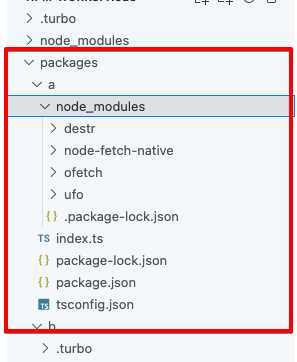 .turbo
node_modules
packages
a
node_modules
destr
node-fetch-native
ofetch
ufo
{} .package-lock.json
TS index.ts
{} package-lock.json
{} package.json
TS tsconfig.json
b
.turbo